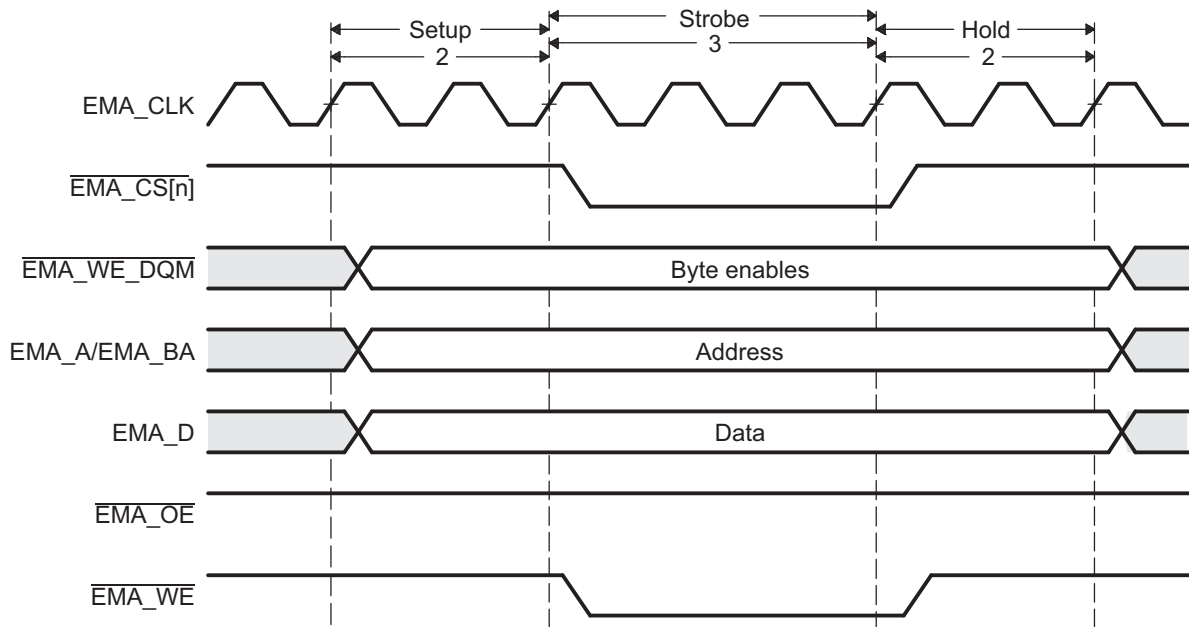 Setup
Strobe
Hold
2
3
2
EMA_CLK
EMA_CS[n]
EMA_WE_DQM
Byte enables
EMA_A/EMA_BA
Address
EMA_D
Data
EMA_OE
EMA_WE